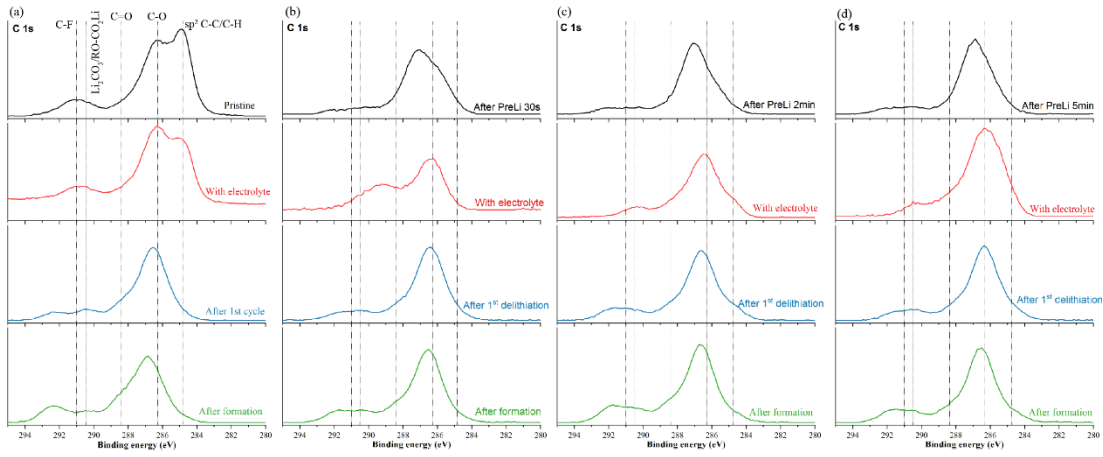 (a)
C 1s
C-F
Li₂CO₃/RO-CO₂Li
C=O
C-O
sp² C-C/C-H
Pristine
With electrolyte
After 1st cycle
After formation
294 292 290 288 286 284 282 280
Binding energy (eV)
(b)
C 1s
After PreLi 30s
With electrolyte
After 1st delithiation
After formation
294 292 290 288 286 284 282 280
Binding energy (eV)
(c)
C 1s
After PreLi 2min
With electrolyte
After 1st delithiation
After formation
294 292 290 288 286 284 282 280
Binding energy (eV)
(d)
C 1s
After PreLi 5min
With electrolyte
After 1st delithiation
After formation
294 292 290 288 286 284 282 280
Binding energy (eV)